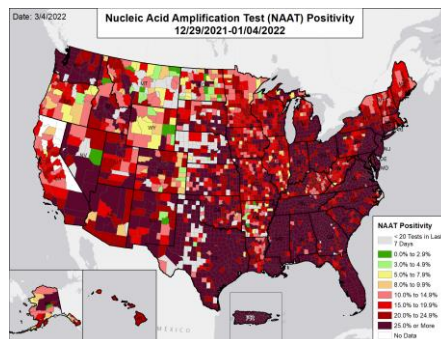 Date: 3/4/2022
Nucleic Acid Amplification Test (NAAT) Positivity
12/29/2021-01/04/2022
NAAT Positivity
< 20 Tests in Last
7 Days
0.0% to 2.9%
3.0% to 4.9%
5.0% to 7.9%
8.0% to 9.9%
10.0% to 14.9%
15.0% to 19.9%
20.0% to 24.9%
25.0% or More
No Data
MÉXICO
PR